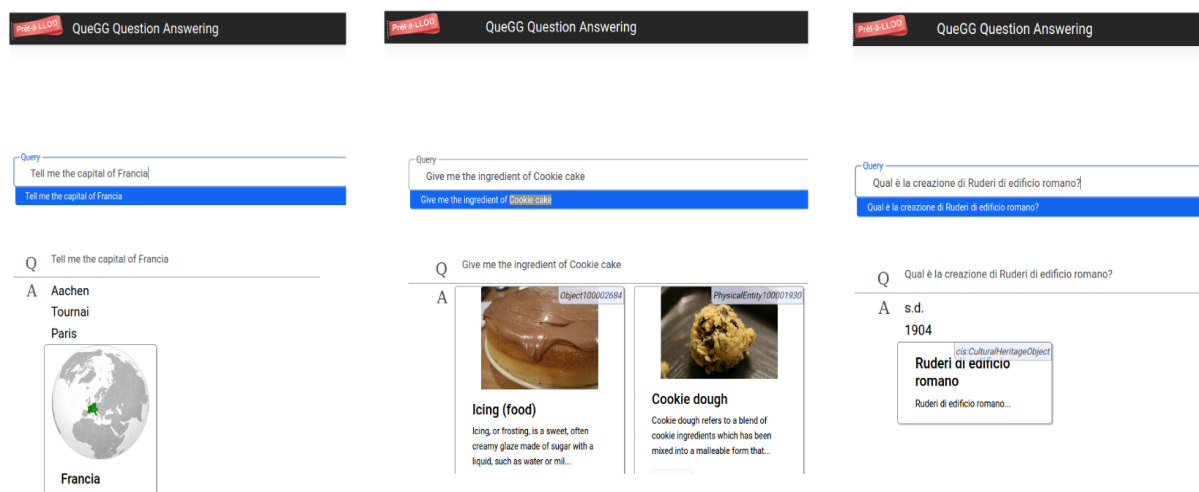 Prêt-à-LLOD
QueGG Question Answering
Query
Tell me the capital of Francia
Tell me the capital of Francia
Q Tell me the capital of Francia
A Aachen
Tournai
Paris
Francia
Prêt-à-LLOD
QueGG Question Answering
Query
Give me the ingredient of Cookie cake
Give me the ingredient of Cookie cake
Q Give me the ingredient of Cookie cake
A
Object100002684
Icing (food)
Icing, or frosting, is a sweet, often
creamy glaze made of sugar with a
liquid, such as water or mil...
PhysicalEntity100001930
Cookie dough
Cookie dough refers to a blend of
cookie ingredients which has been
mixed into a malleable form that...
Prêt-à-LLOD
QueGG Question Answering
Query
Qual è la creazione di Ruderi di edificio romano?
Qual è la creazione di Ruderi di edificio romano?
Q Qual è la creazione di Ruderi di edificio romano?
A s.d.
1904
cis:CulturalHeritageObject
Ruderi di edificio
romano
Ruderi di edificio romano...